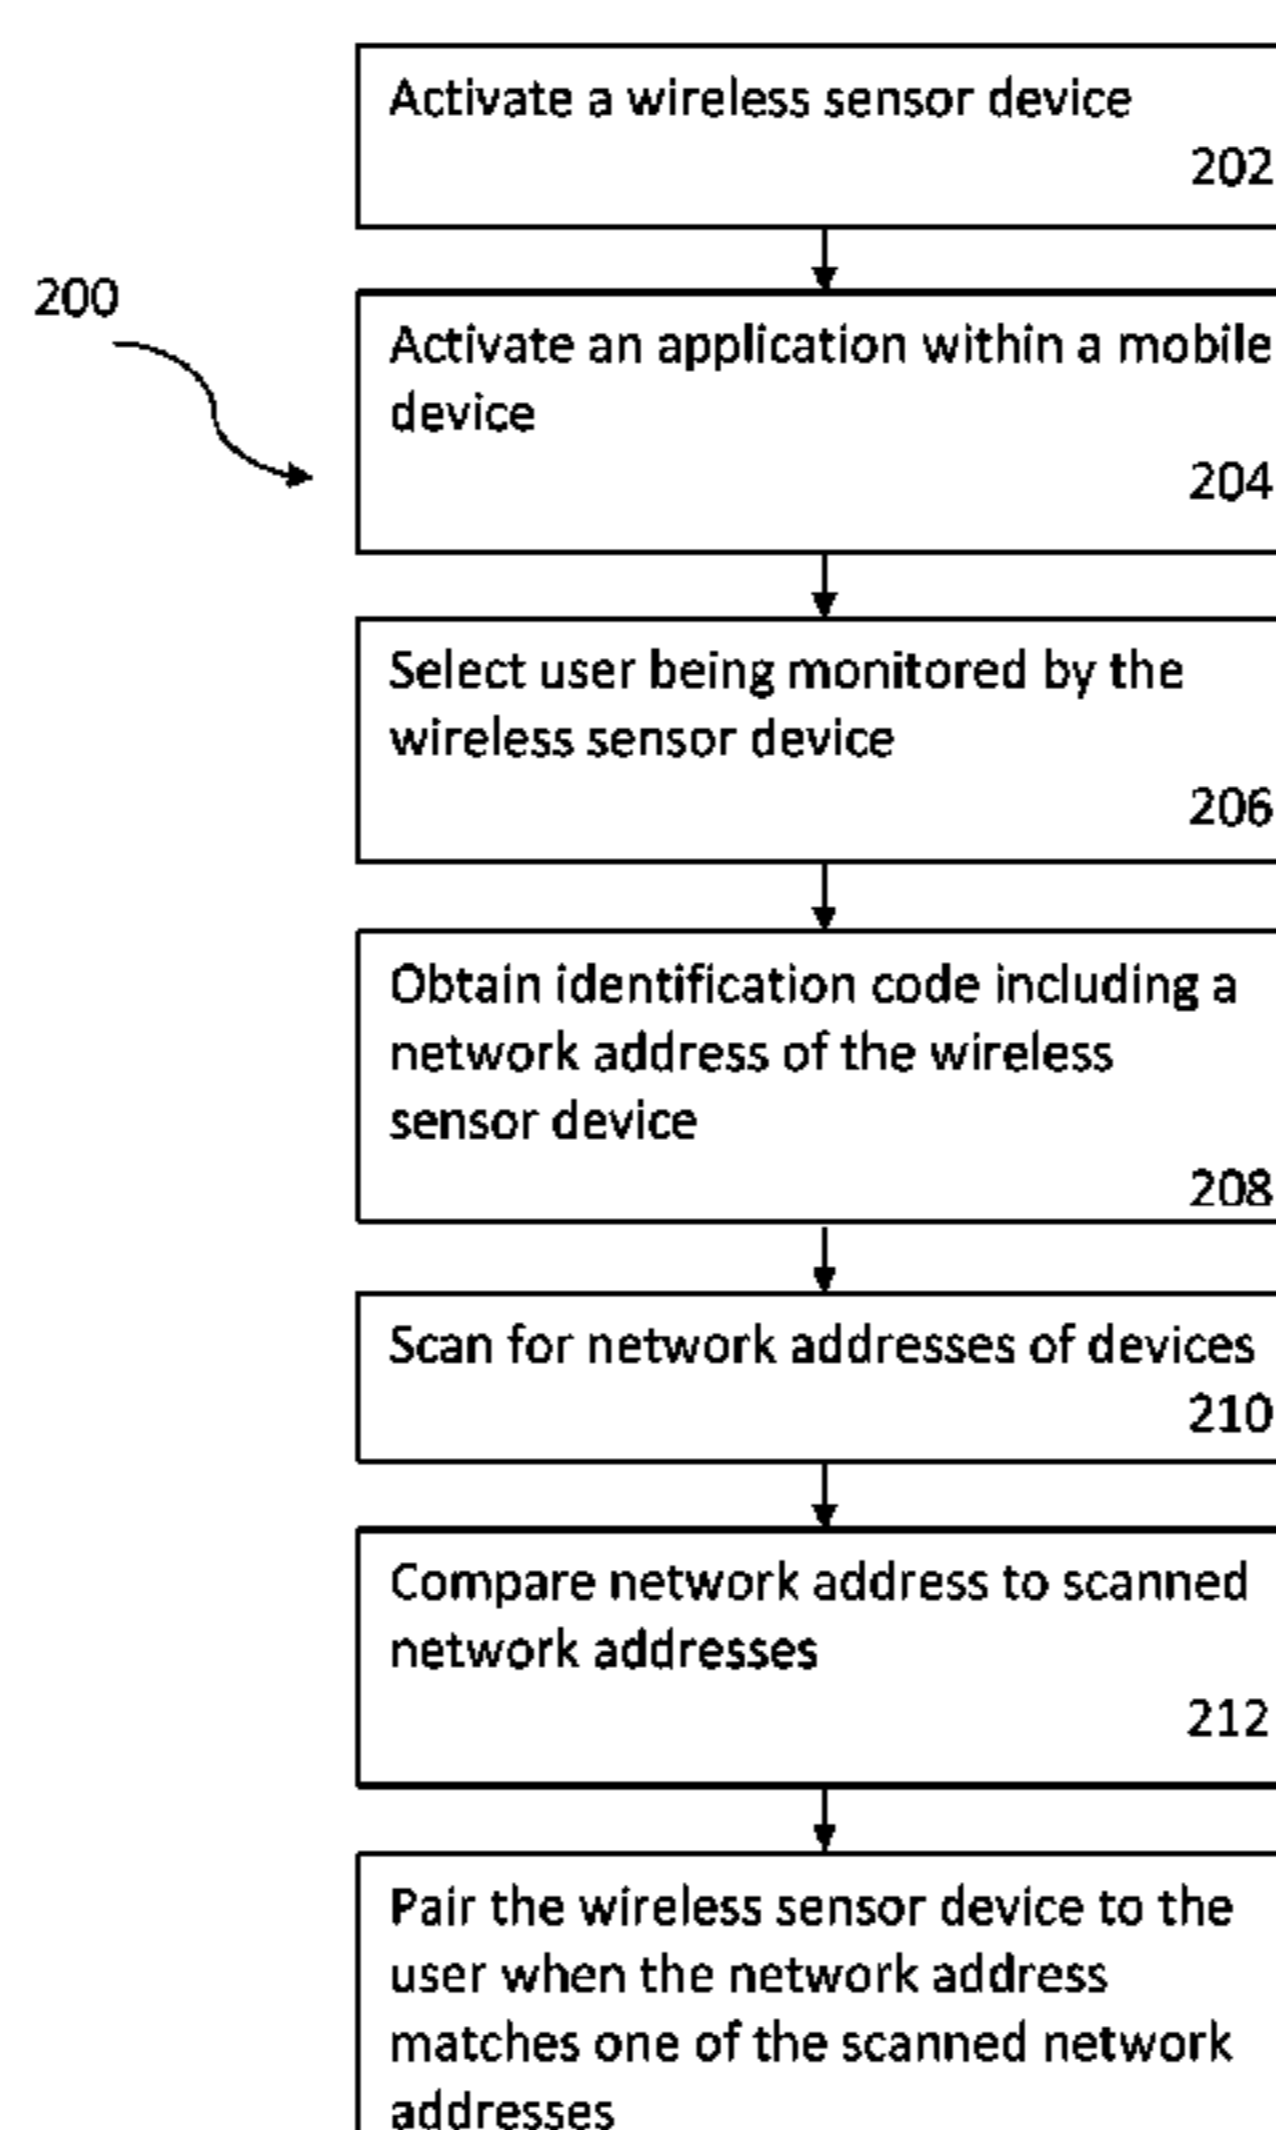 Activate a wireless sensor device
202
200
Activate an application within a mobile
device
204
Select user being monitored by the
wireless sensor device
206
Obtain identification code including a
network address of the wireless
sensor device
208
Scan for network addresses of devices
210
Compare network address to scanned
network addresses
212
Pair the wireless sensor device to the
user when the network address
matches one of the scanned network
addresses